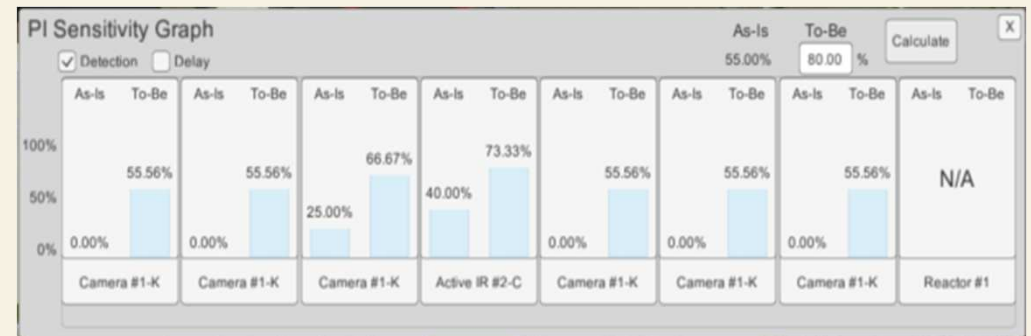 PI Sensitivity Graph
As-Is To-Be Calculate X
Detection Delay 55.00% 80.00 %
As-Is To-Be As-Is To-Be As-Is To-Be As-Is To-Be As-Is To-Be As-Is To-Be As-Is To-Be As-Is To-Be
100%
73.33%
66.67%
55.56% 55.56% 55.56% 55.56% 55.56%
N/A
50%
40.00%
25.00%
0% 0.00% 0.00% 0.00% 0.00% 0.00%
Camera #1-K Camera #1-K Camera #1-K Active IR #2-C Camera #1-K Camera #1-K Camera #1-K Reactor #1